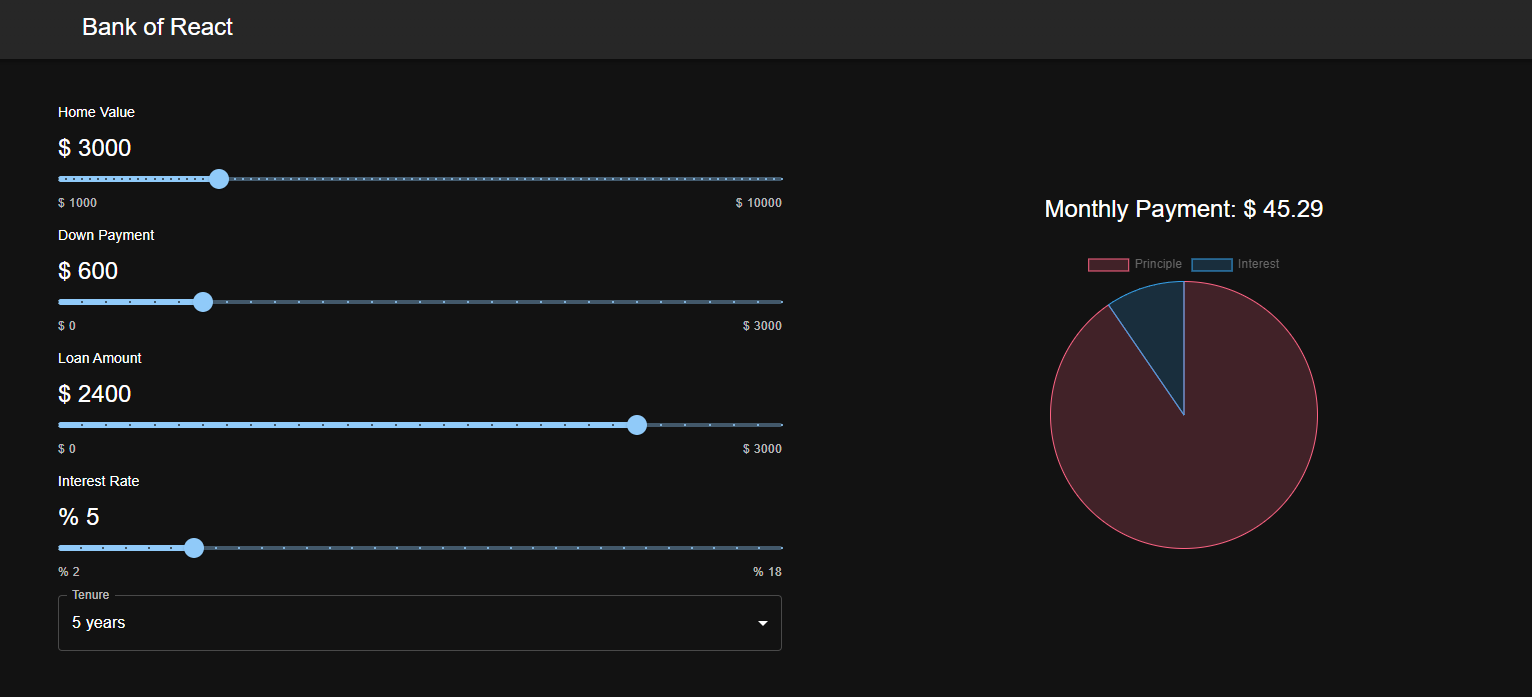 Bank of React
Home Value
$ 3000
$ 1000 $ 10000
Down Payment
$ 600
$ 0 $ 3000
Loan Amount
$ 2400
$ 0 $ 3000
Interest Rate
% 5
% 2 % 18
Tenure
5 years
Monthly Payment: $ 45.29
Principle Interest